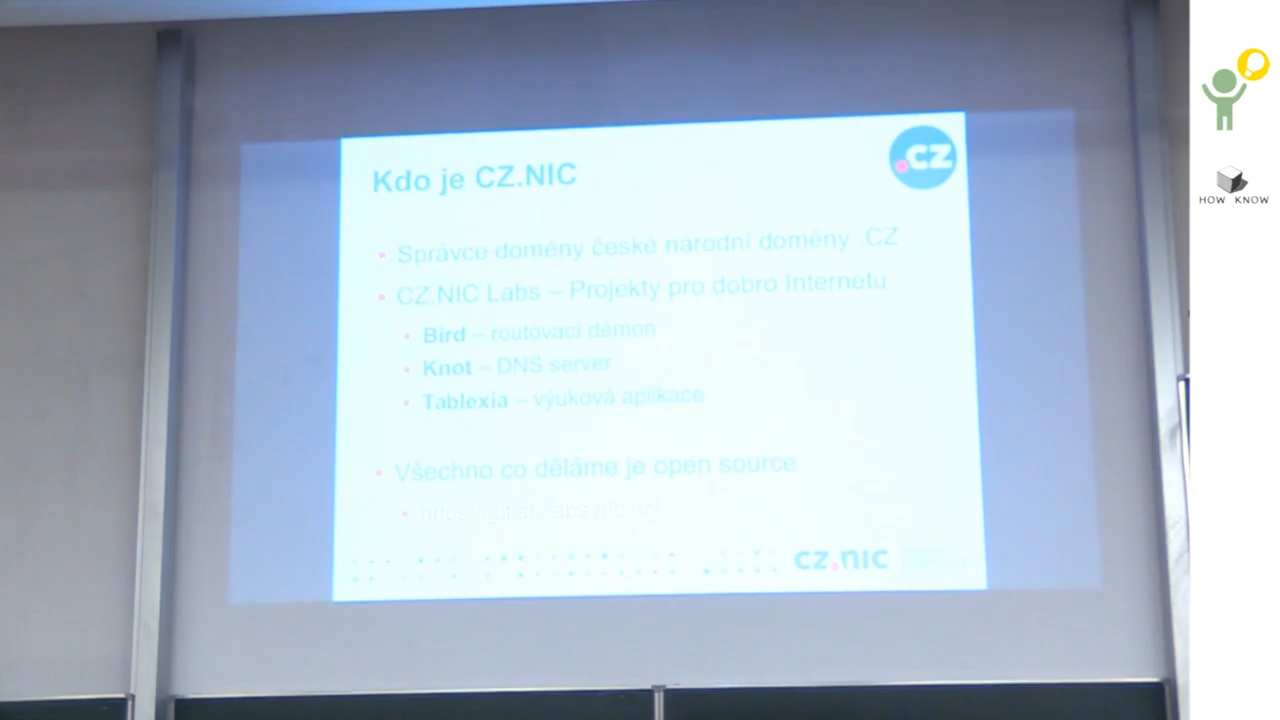 Kdo je CZ.NIC
.CZ
Správce domény české národní domény .CZ
CZ.NIC Labs – Projekty pro dobro Internetu
Bird – routovací démon
Knot – DNS server
Tablexia – výuková aplikace
Všechno co děláme je open source
CZ.NIC
HOW KNOW